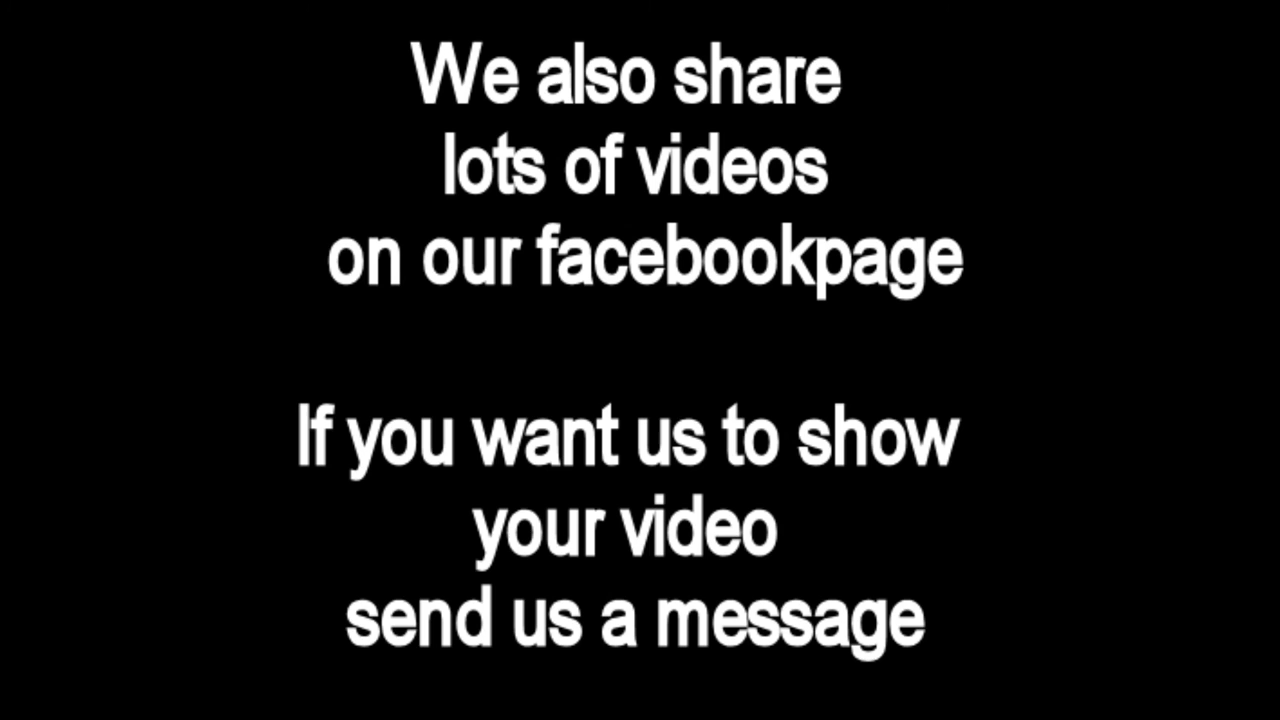 We also share
lots of videos
on our facebookpage
If you want us to show
your video
send us a message